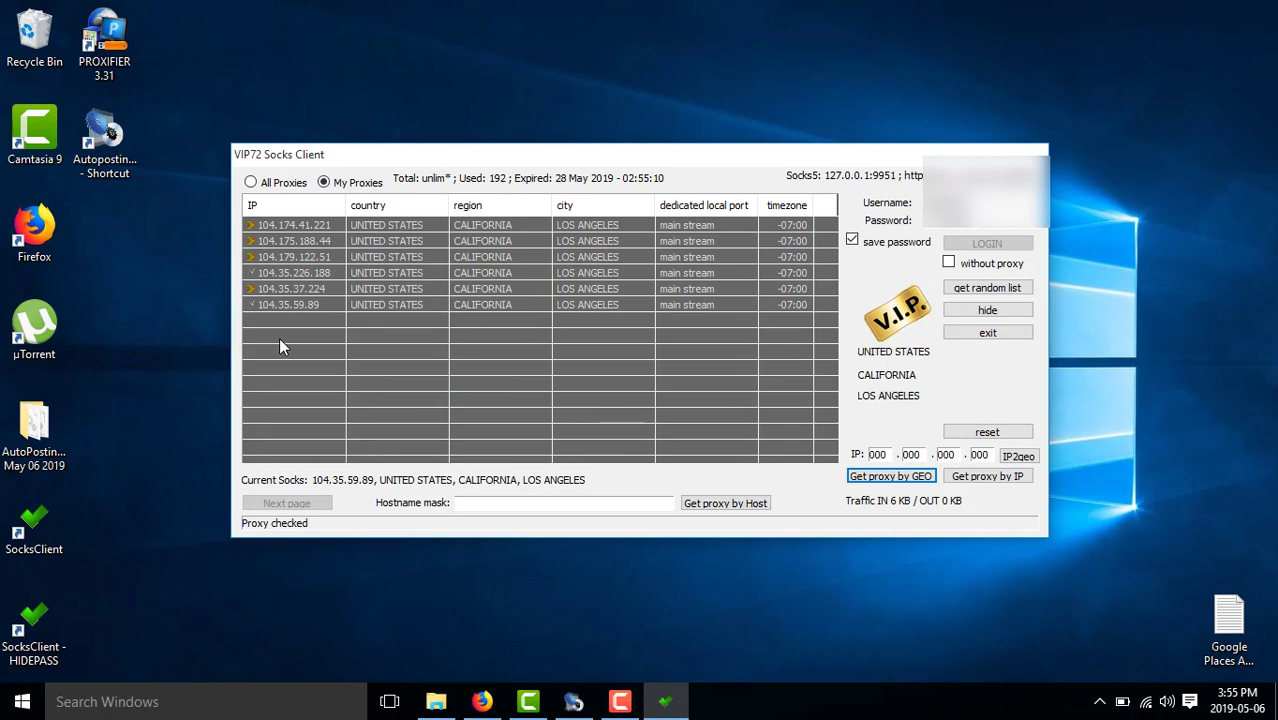 Recycle Bin
PROXIFIER
3.31
Camtasia 9
Autopostin...
- Shortcut
Firefox
µTorrent
AutoPostin...
May 06 2019
SocksClient
SocksClient -
HIDEPASS
Google
Places A...
VIP72 Socks Client
All Proxies My Proxies Total: unlim* ; Used: 192 ; Expired: 28 May 2019 - 02:55:10 Socks5: 127.0.0.1:9951 ; http
IP country region city dedicated local port timezone
104.174.41.221 UNITED STATES CALIFORNIA LOS ANGELES main stream -07:00
104.175.188.44 UNITED STATES CALIFORNIA LOS ANGELES main stream -07:00
104.179.122.51 UNITED STATES CALIFORNIA LOS ANGELES main stream -07:00
104.35.226.188 UNITED STATES CALIFORNIA LOS ANGELES main stream -07:00
104.35.37.224 UNITED STATES CALIFORNIA LOS ANGELES main stream -07:00
104.35.59.89 UNITED STATES CALIFORNIA LOS ANGELES main stream -07:00
Username:
Password:
save password LOGIN
without proxy
get random list
V.I.P.
hide
exit
UNITED STATES
CALIFORNIA
LOS ANGELES
reset
IP: 000 . 000 . 000 . 000 IP2geo
Get proxy by GEO Get proxy by IP
Current Socks: 104.35.59.89, UNITED STATES, CALIFORNIA, LOS ANGELES
Traffic IN 6 KB / OUT 0 KB
Next page Hostname mask: Get proxy by Host
Proxy checked
Search Windows
3:55 PM
2019-05-06